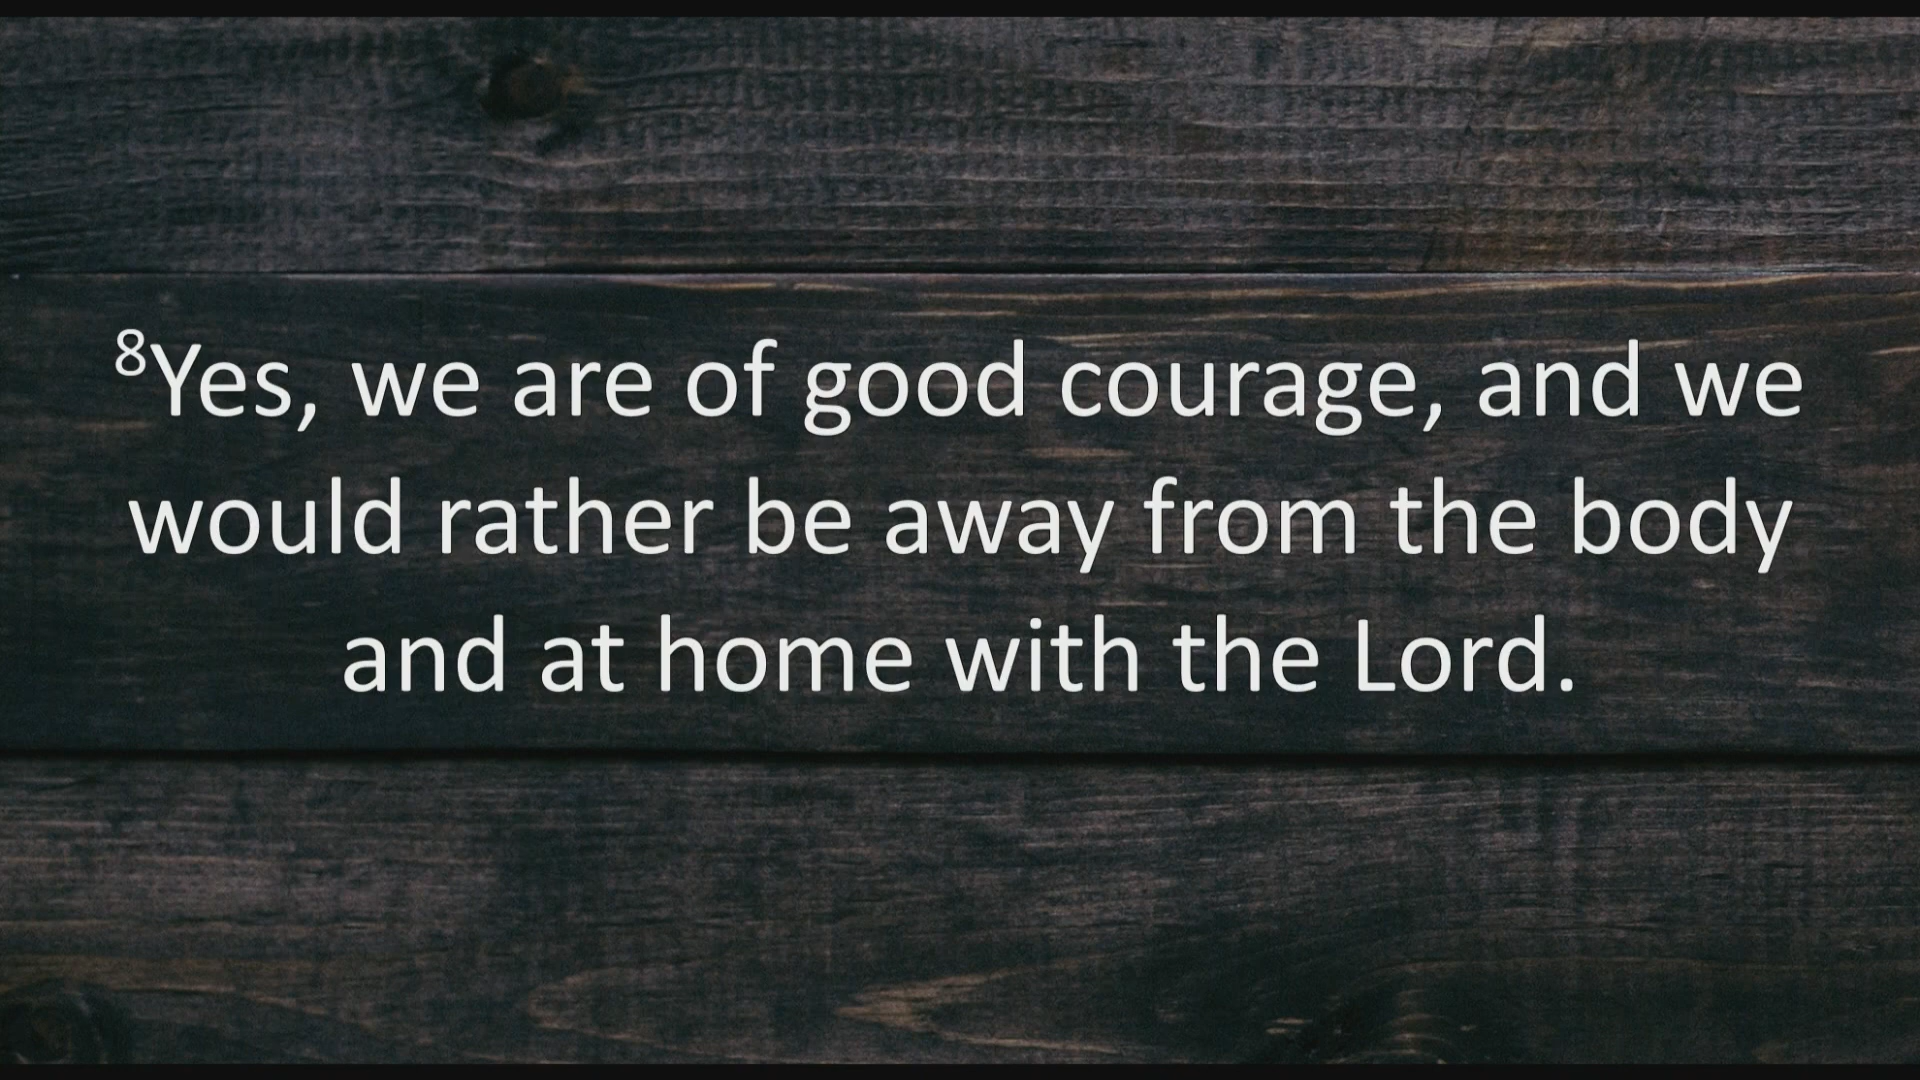 ⁸Yes, we are of good courage, and we
would rather be away from the body
and at home with the Lord.